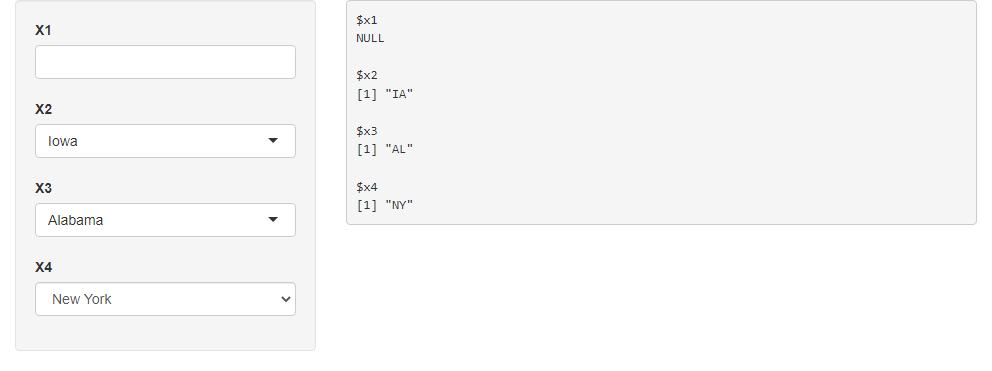 X1
X2
Iowa
X3
Alabama
X4
New York
$x1
NULL
$x2
[1] "IA"
$x3
[1] "AL"
$x4
[1] "NY"